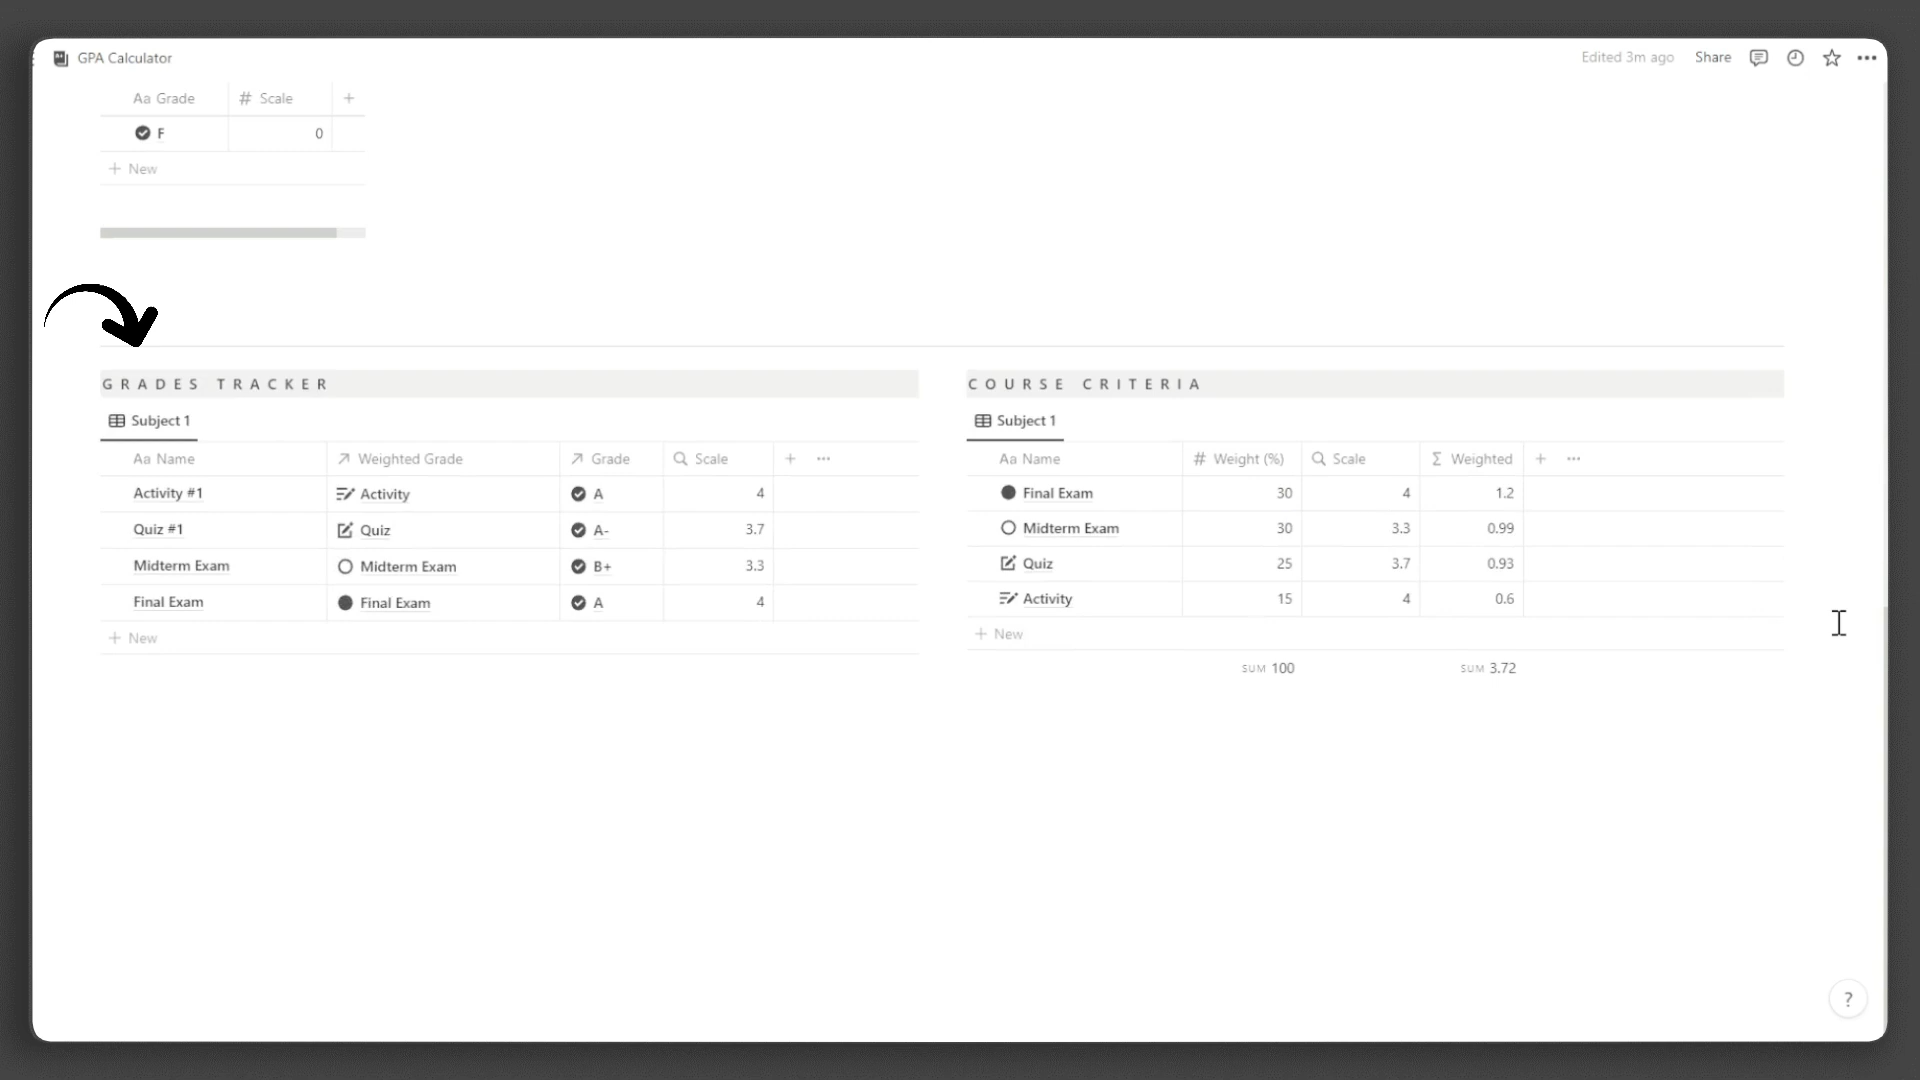 GPA Calculator
Edited 3m ago Share
Aa Grade # Scale +
F 0
+ New
GRADES TRACKER
Subject 1
Aa Name Weighted Grade Grade Scale + •••
Activity #1 Activity A 4
Quiz #1 Quiz A- 3.7
Midterm Exam Midterm Exam B+ 3.3
Final Exam Final Exam A 4
+ New
COURSE CRITERIA
Subject 1
Aa Name # Weight (%) Scale Σ Weighted + •••
Final Exam 30 4 1.2
Midterm Exam 30 3.3 0.99
Quiz 25 3.7 0.93
Activity 15 4 0.6
+ New
SUM 100 SUM 3.72
?